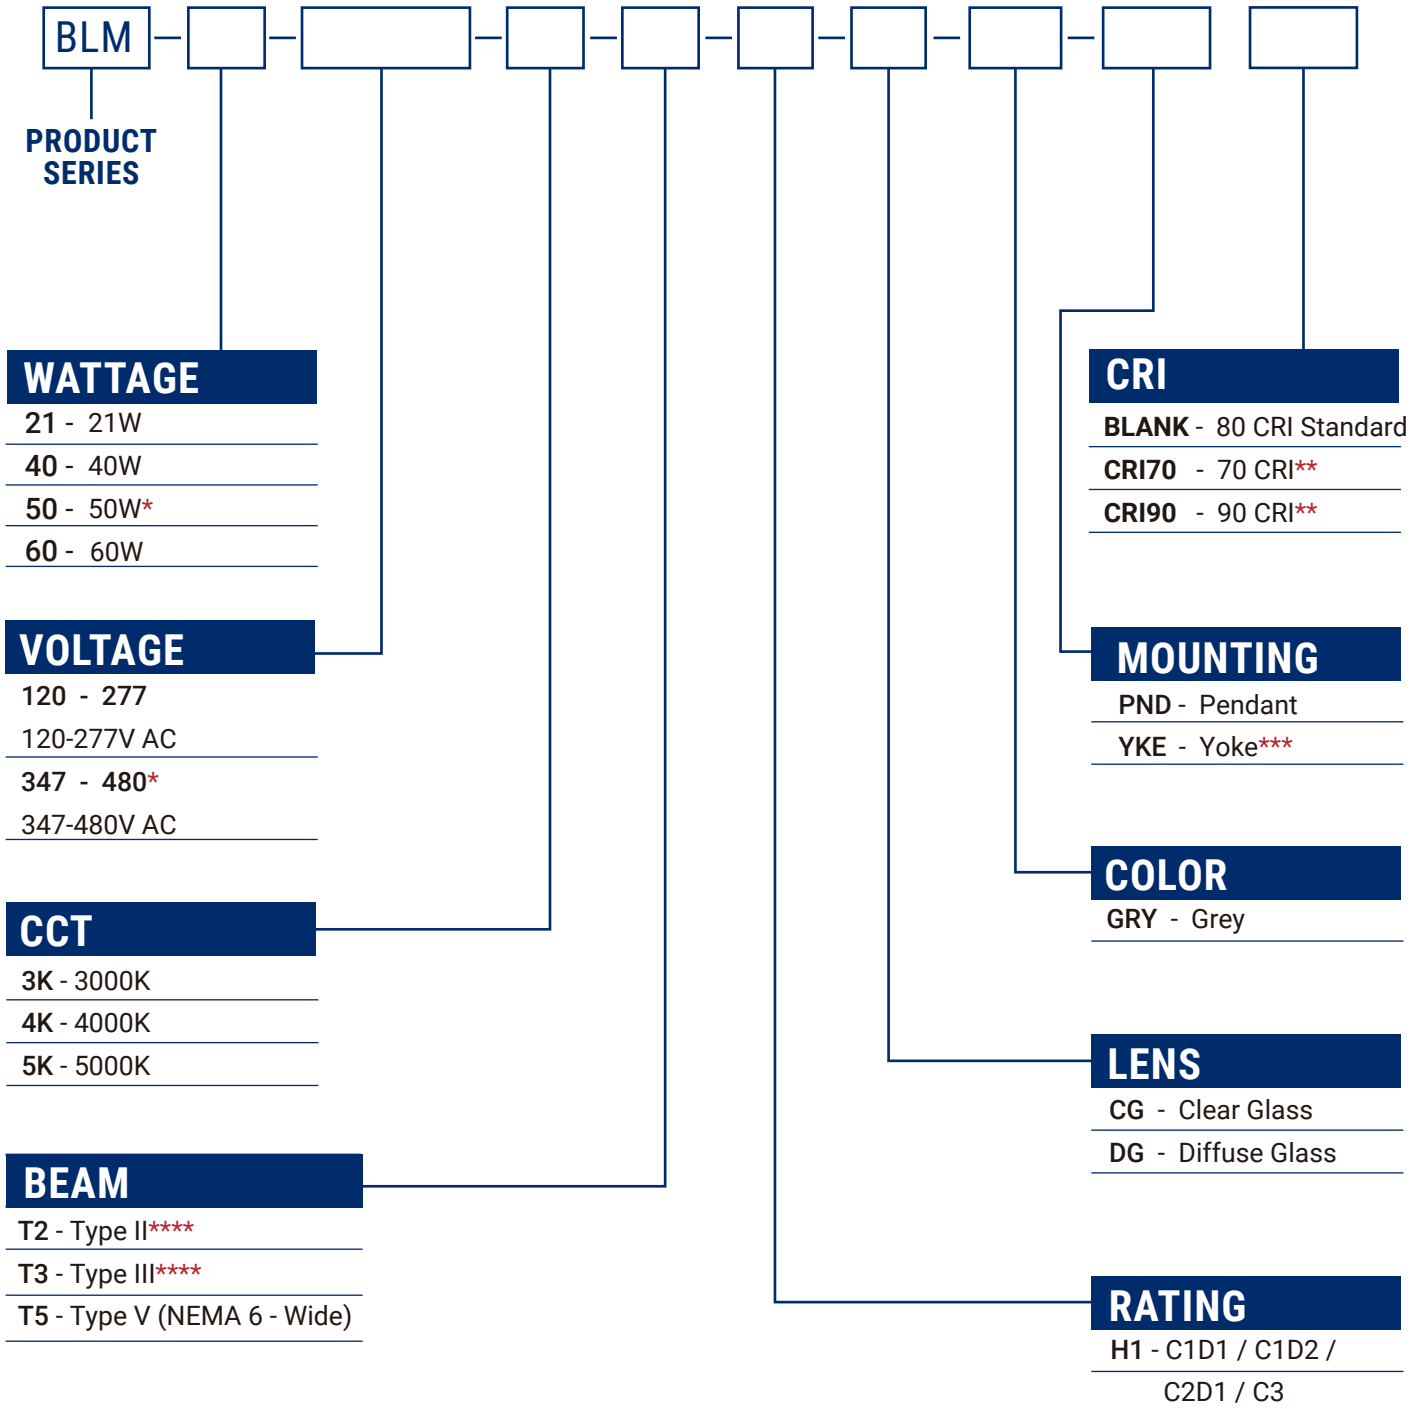 BLM
PRODUCT
SERIES
WATTAGE
21 - 21W
40 - 40W
50 - 50W*
60 - 60W
VOLTAGE
120 - 277
120-277V AC
347 - 480*
347-480V AC
CCT
3K - 3000K
4K - 4000K
5K - 5000K
BEAM
T2 - Type II****
T3 - Type III****
T5 - Type V (NEMA 6 - Wide)
CRI
BLANK - 80 CRI Standard
CRI70 - 70 CRI**
CRI90 - 90 CRI**
MOUNTING
PND - Pendant
YKE - Yoke***
COLOR
GRY - Grey
LENS
CG - Clear Glass
DG - Diffuse Glass
RATING
H1 - C1D1 / C1D2 /
C2D1 / C3